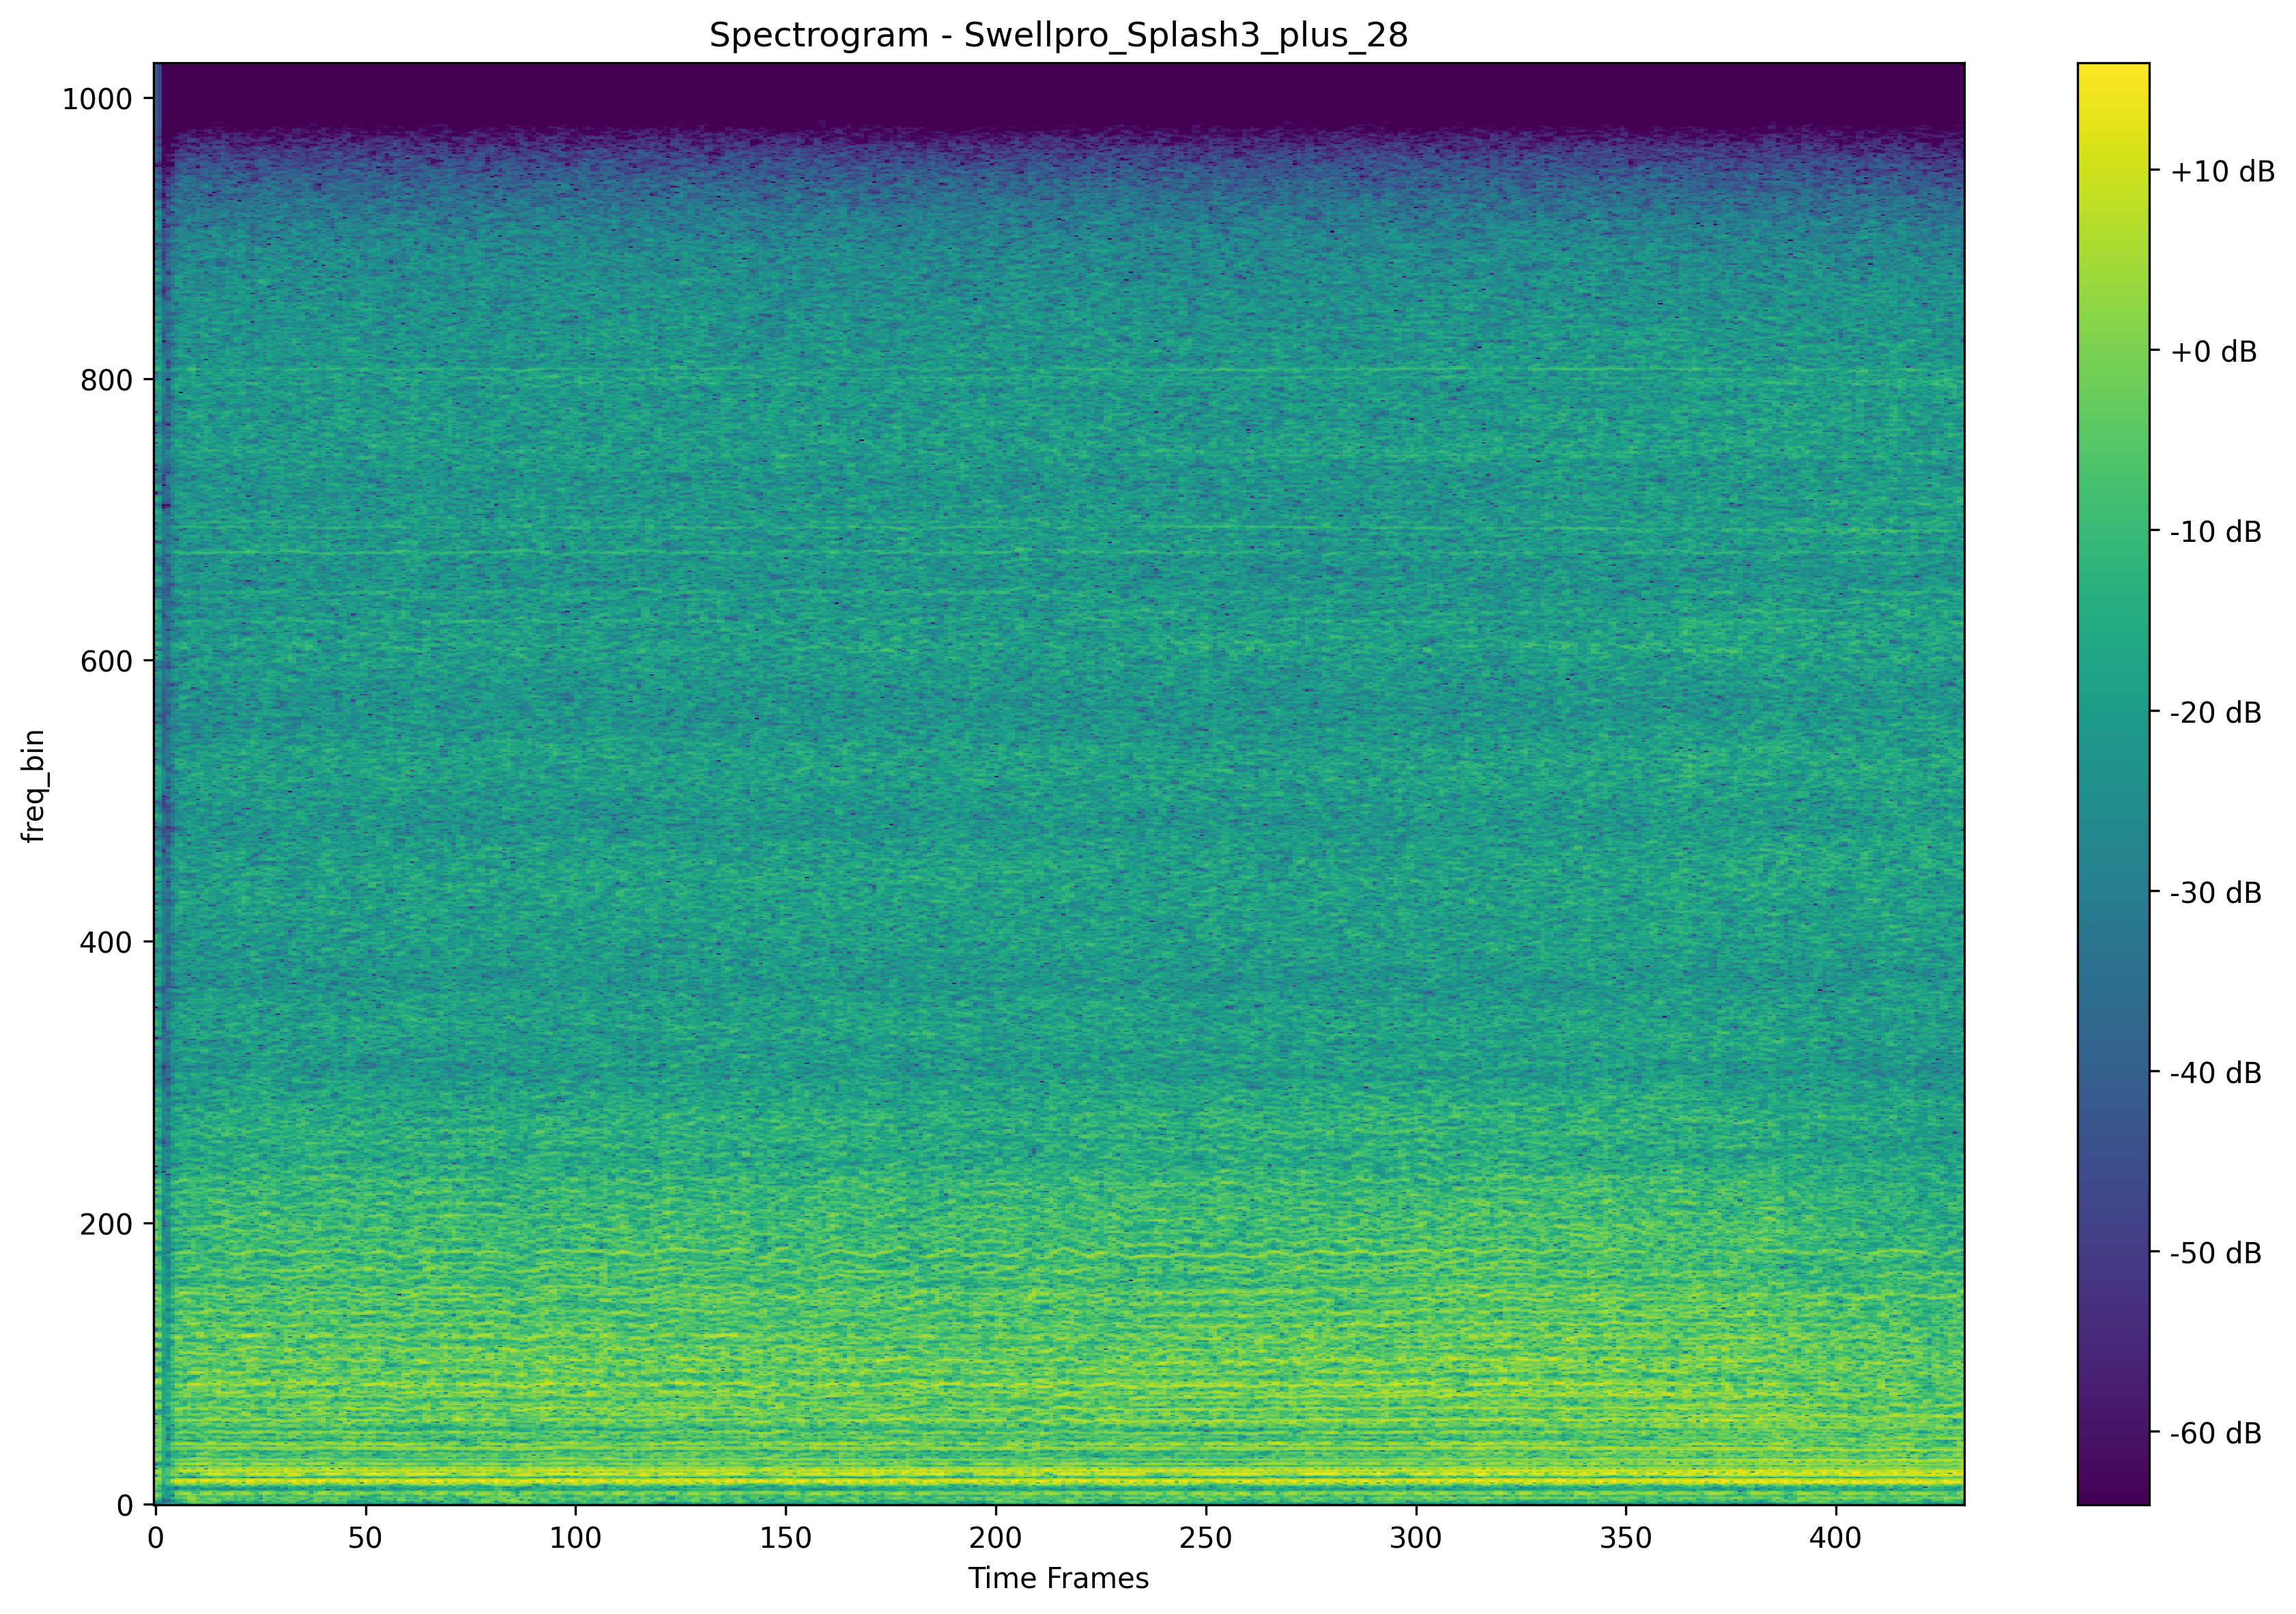 Spectrogram - Swellpro_Splash3_plus_28
1000
800
600
400
200
0
freq_bin
0 50 100 150 200 250 300 350 400
Time Frames
+10 dB
+0 dB
-10 dB
-20 dB
-30 dB
-40 dB
-50 dB
-60 dB